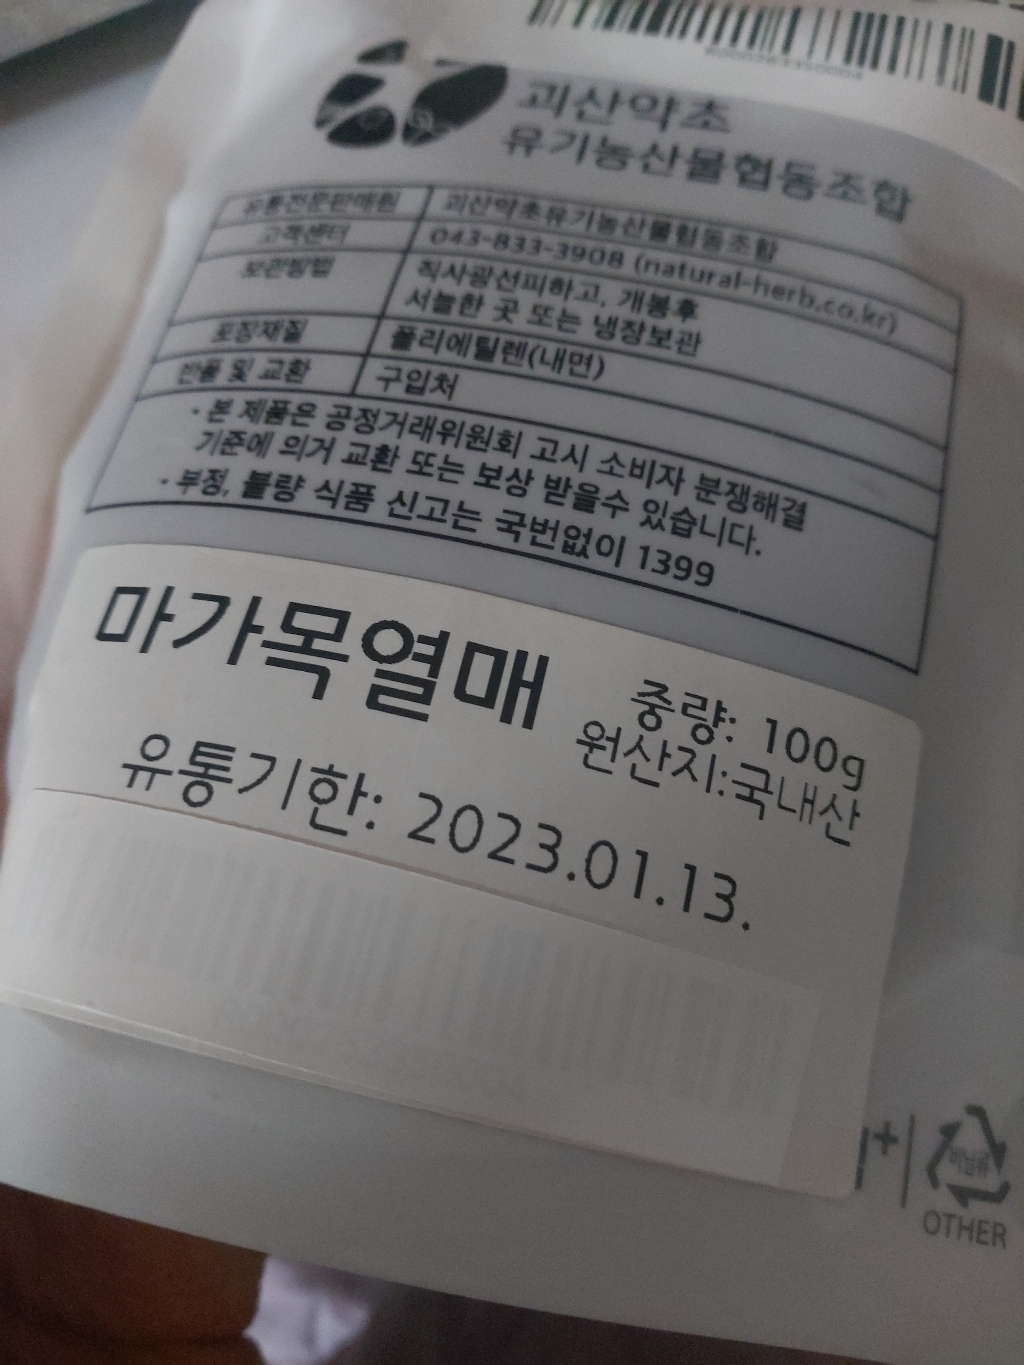 괴산약초
유기농산물협동조합
유통전문판매원 괴산약초유기농산물협동조합
고객센터 043-833-3908 (natural-herb.co.kr)
보관방법 직사광선피하고, 개봉후
서늘한 곳 또는 냉장보관
포장재질 폴리에틸렌(내면)
반품 및 교환 구입처
· 본 제품은 공정거래위원회 고시 소비자 분쟁해결
기준에 의거 교환 또는 보상 받을수 있습니다.
· 부정, 불량 식품 신고는 국번없이 1399
마가목열매
중량: 100g
원산지:국내산
유통기한: 2023.01.13.
비닐류
OTHER